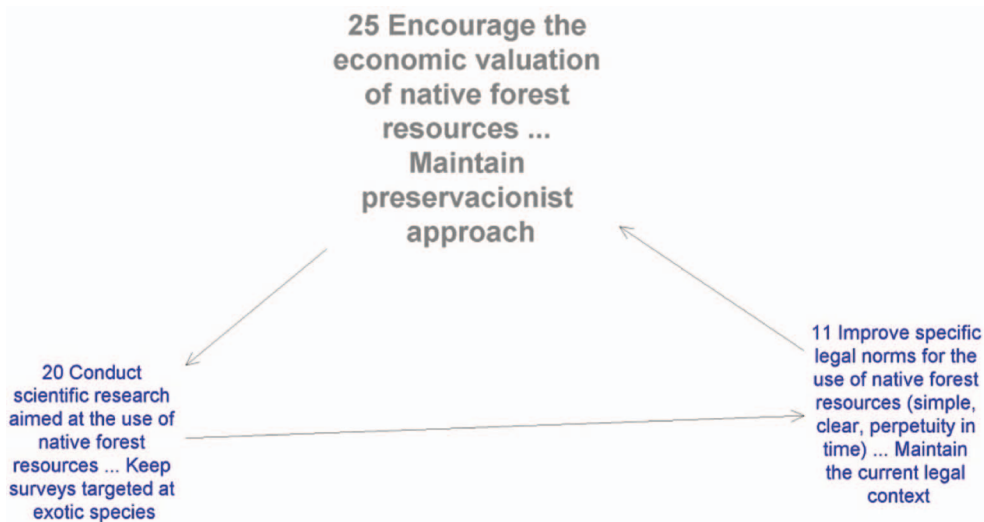 25 Encourage the
economic valuation
of native forest
resources ...
Maintain
preservacionist
approach
20 Conduct
scientific research
aimed at the use of
native forest
resources ... Keep
surveys targeted at
exotic species
11 Improve specific
legal norms for the
use of native forest
resources (simple,
clear, perpetuity in
time) ... Maintain
the current legal
context